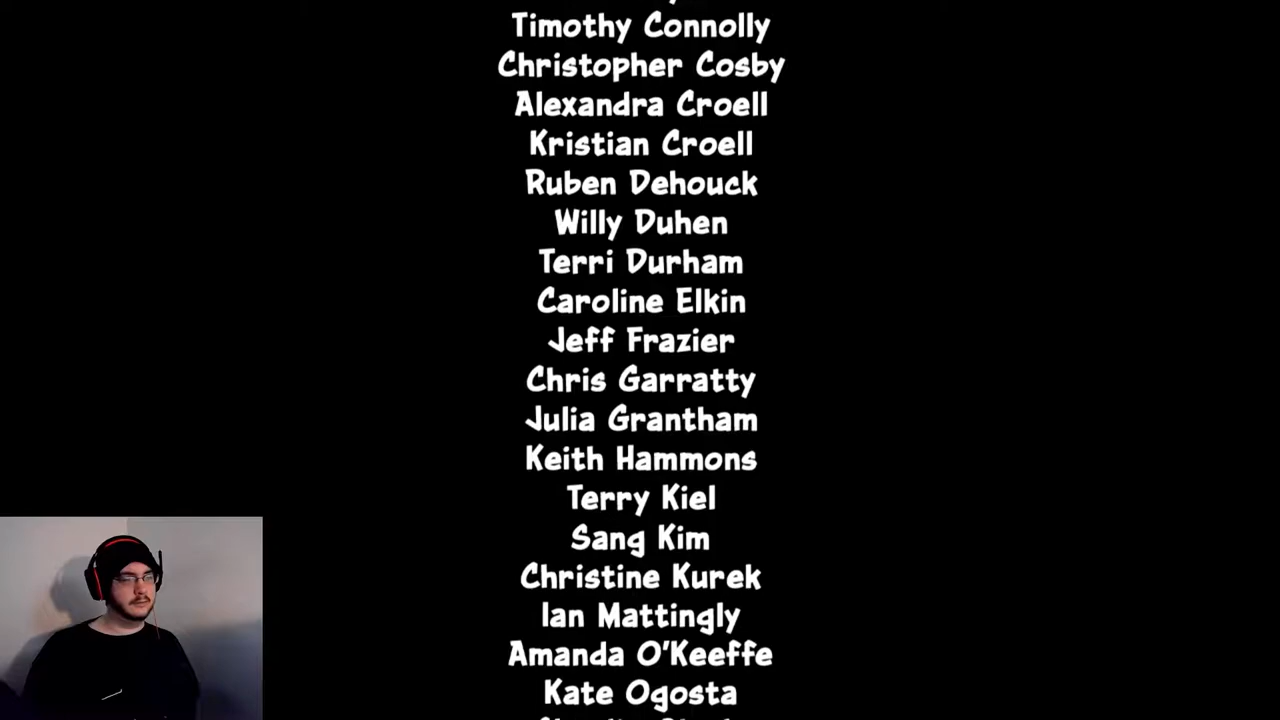 Timothy Connolly
Christopher Cosby
Alexandra Croell
Kristian Croell
Ruben Dehouck
Willy Duhen
Terri Durham
Caroline Elkin
Jeff Frazier
Chris Garratty
Julia Grantham
Keith Hammons
Terry Kiel
Sang Kim
Christine Kurek
Ian Mattingly
Amanda O'Keeffe
Kate Ogosta